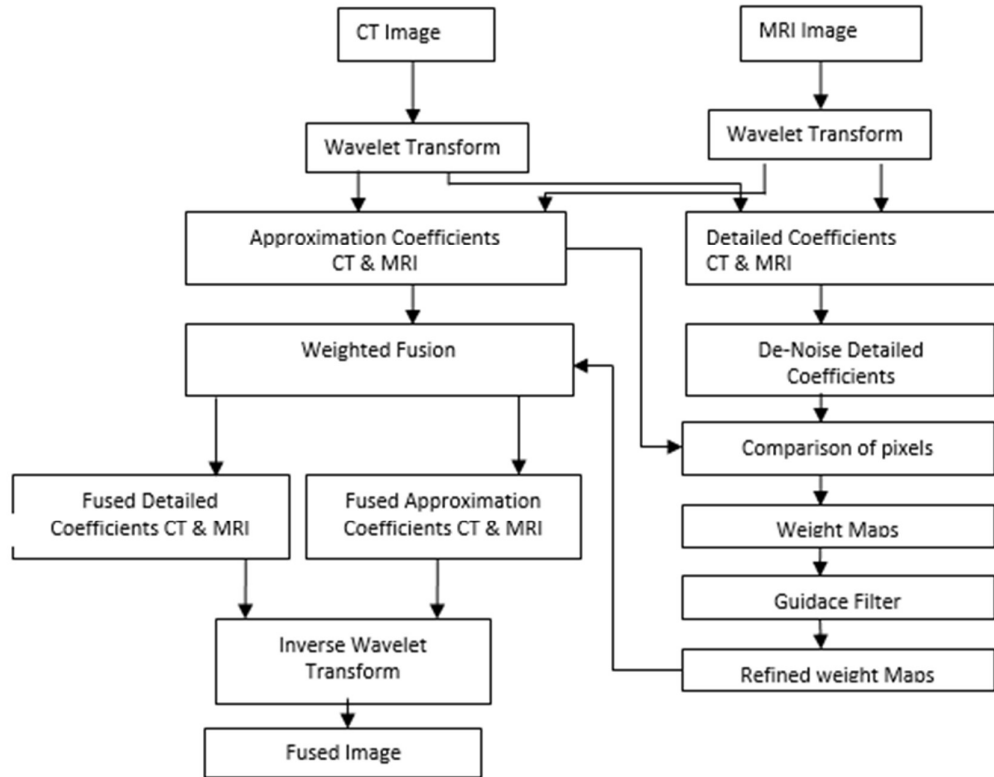 CT Image
MRI Image
Wavelet Transform
Wavelet Transform
Approximation Coefficients
CT & MRI
Detailed Coefficients
CT & MRI
Weighted Fusion
De-Noise Detailed
Coefficients
Comparison of pixels
Fused Detailed
Coefficients CT & MRI
Fused Approximation
Coefficients CT & MRI
Weight Maps
Guidace Filter
Inverse Wavelet
Transform
Refined weight Maps
Fused Image